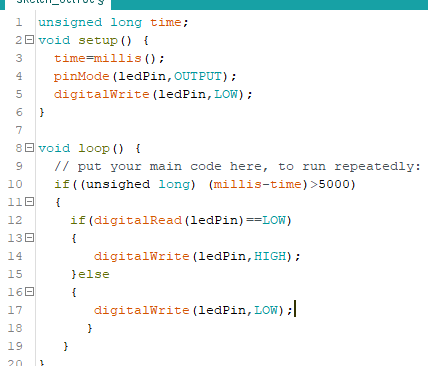 1 unsigned long time;
2 void setup() {
3 time=millis();
4 pinMode(ledPin,OUTPUT);
5 digitalWrite(ledPin,LOW);
6 }
7
8 void loop() {
9 // put your main code here, to run repeatedly:
10 if((unsighed long) (millis-time)>5000)
11 {
12 if(digitalRead(ledPin)==LOW)
13 {
14 digitalWrite(ledPin,HIGH);
15 }else
16 {
17 digitalWrite(ledPin,LOW);
18 }
19 }
20 }